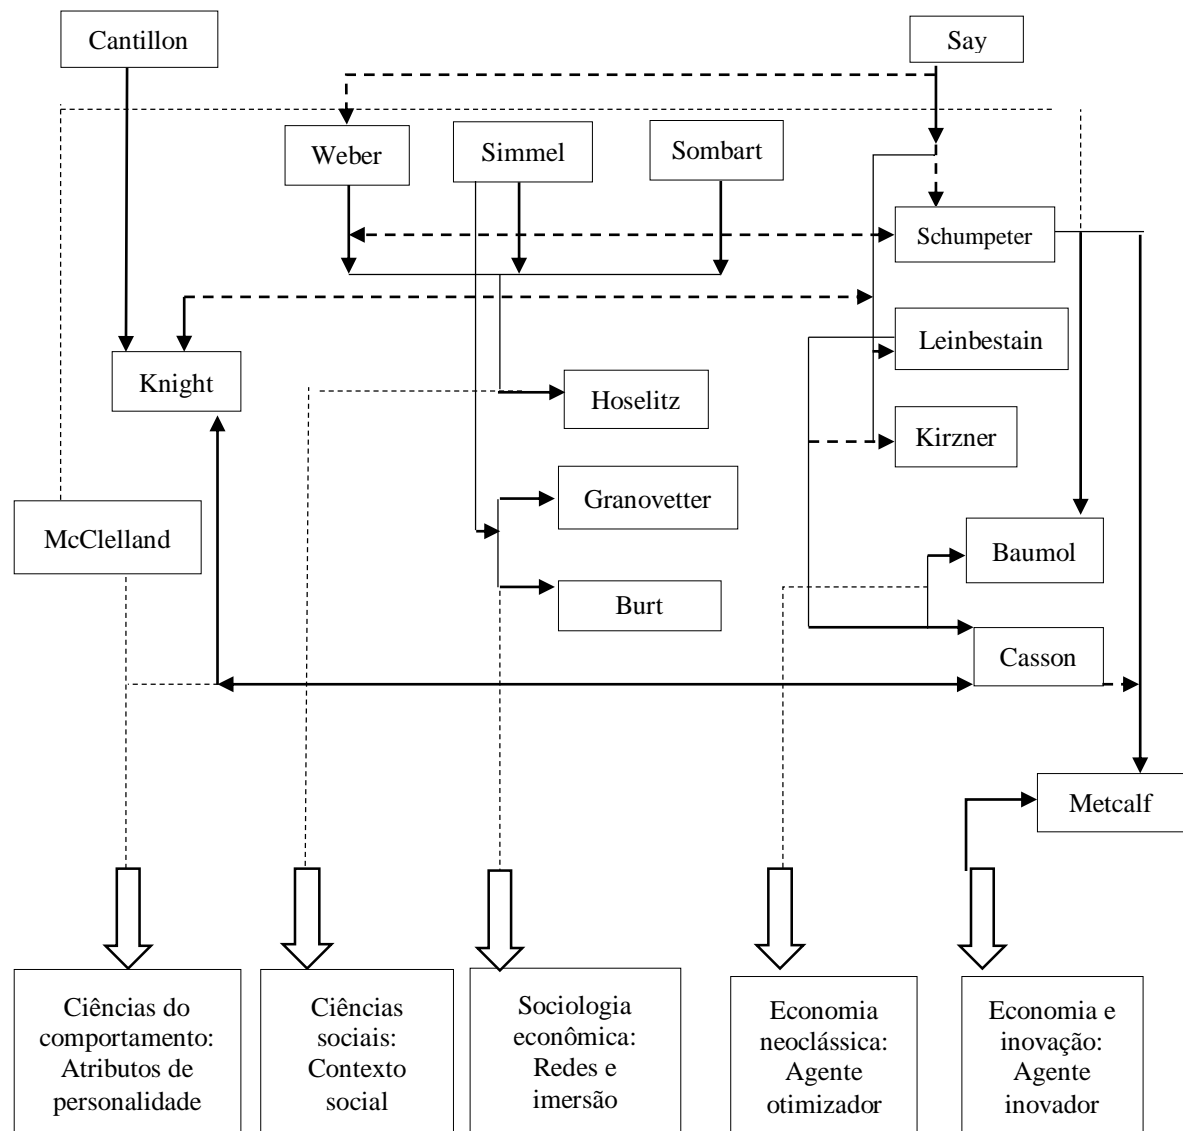 Cantillon
Say
Weber
Simmel
Sombart
Schumpeter
Leinbestain
Knight
Hoselitz
Kirzner
Granovetter
McClelland
Baumol
Burt
Casson
Metcalf
Ciências do
comportamento:
Atributos de
personalidade
Ciências
sociais:
Contexto
social
Sociologia
econômica:
Redes e
imersão
Economia
neoclássica:
Agente
otimizador
Economia e
inovação:
Agente
inovador